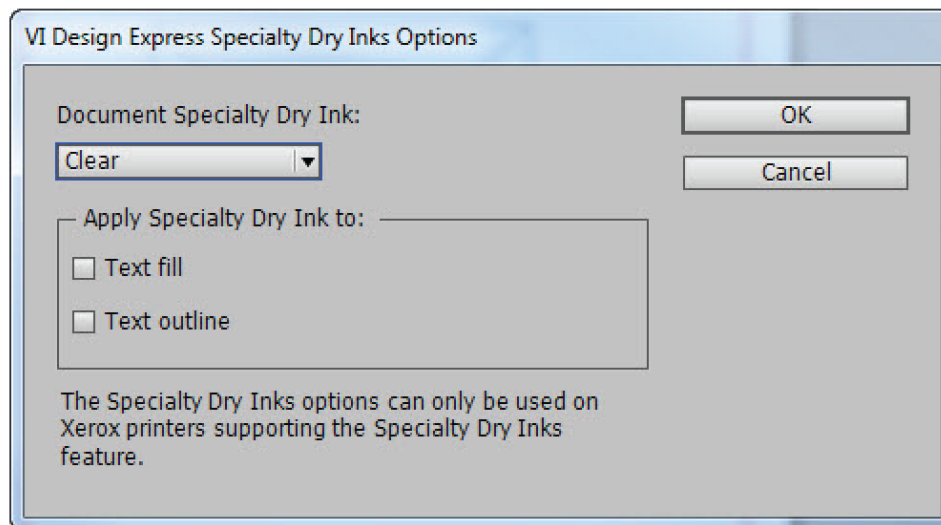 VI Design Express Specialty Dry Inks Options
Document Specialty Dry Ink:
Clear
OK
Cancel
Apply Specialty Dry Ink to:
Text fill
Text outline
The Specialty Dry Inks options can only be used on
Xerox printers supporting the Specialty Dry Inks
feature.